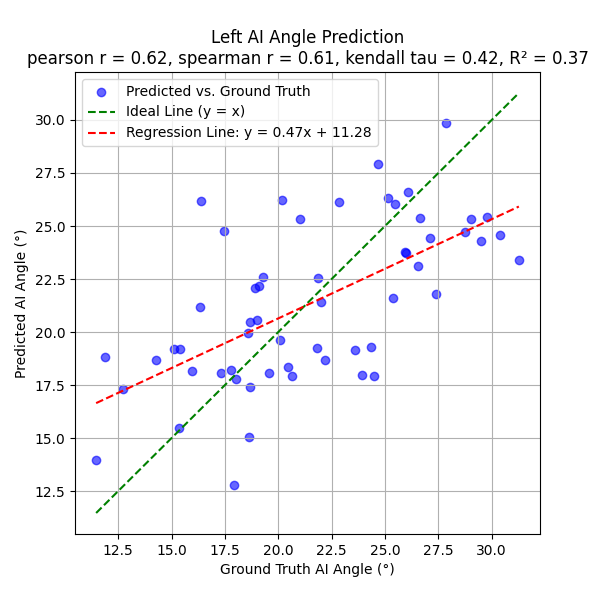 Left AI Angle Prediction
pearson r = 0.62, spearman r = 0.61, kendall tau = 0.42, R² = 0.37
Predicted vs. Ground Truth
Ideal Line (y = x)
Regression Line: y = 0.47x + 11.28
Predicted AI Angle (°)
30.0
27.5
25.0
22.5
20.0
17.5
15.0
12.5
12.5 15.0 17.5 20.0 22.5 25.0 27.5 30.0
Ground Truth AI Angle (°)